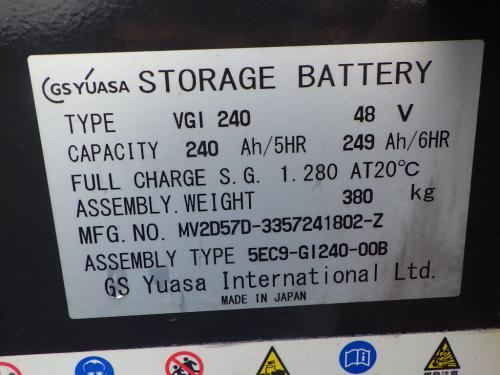 GS YUASA STORAGE BATTERY
TYPE VGI 240 48 V
CAPACITY 240 Ah/5HR 249 Ah/6HR
FULL CHARGE S.G. 1.280 AT20℃
ASSEMBLY.WEIGHT 380 kg
MFG.NO. MV2D57D-3357241802-Z
ASSEMBLY TYPE 5EC9-GI240-00B
GS Yuasa International Ltd.
MADE IN JAPAN